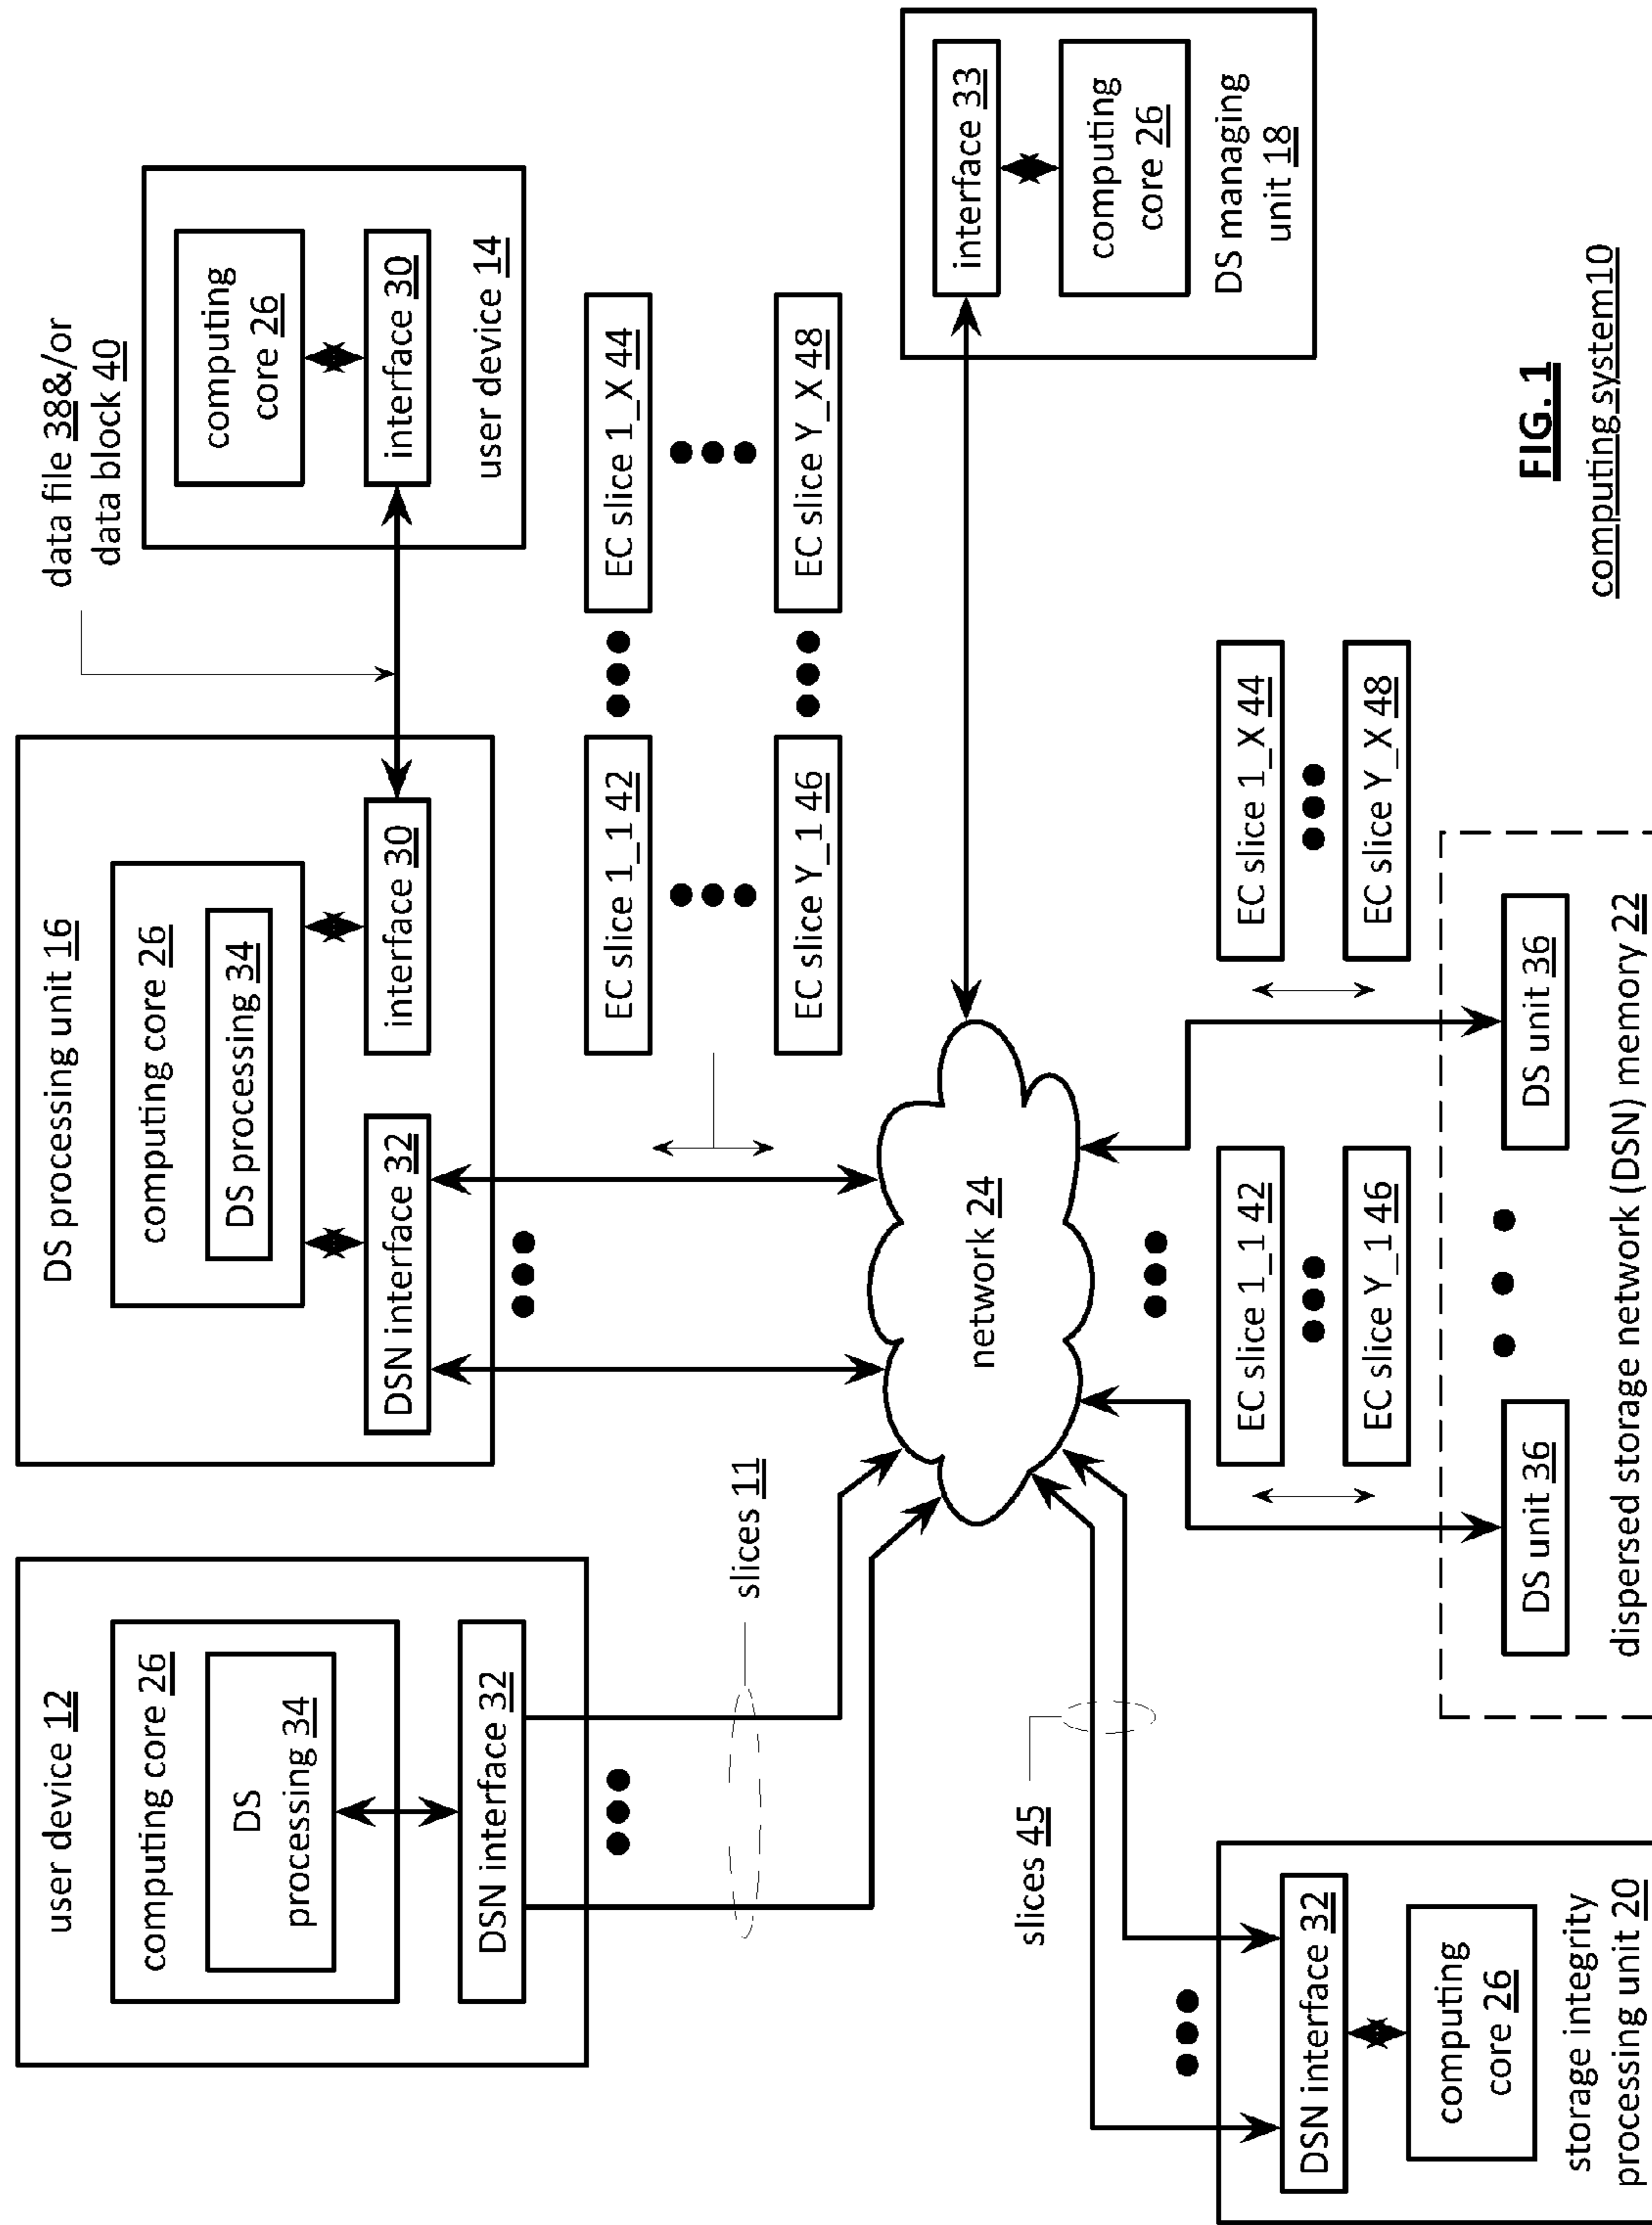 user device 12
computing core 26
DS
processing 34
DSN interface 32
slices 11
DS processing unit 16
computing core 26
DS processing 34
DSN interface 32
interface 30
data file 38&/or
data block 40
computing
core 26
interface 30
user device 14
EC slice 1_1 42
EC slice 1_X 44
EC slice Y_1 46
EC slice Y_X 48
network 24
interface 33
computing
core 26
DS managing
unit 18
slices 45
DSN interface 32
computing
core 26
storage integrity
processing unit 20
EC slice 1_1 42
EC slice Y_1 46
EC slice 1_X 44
EC slice Y_X 48
DS unit 36
DS unit 36
dispersed storage network (DSN) memory 22
FIG. 1
computing system10